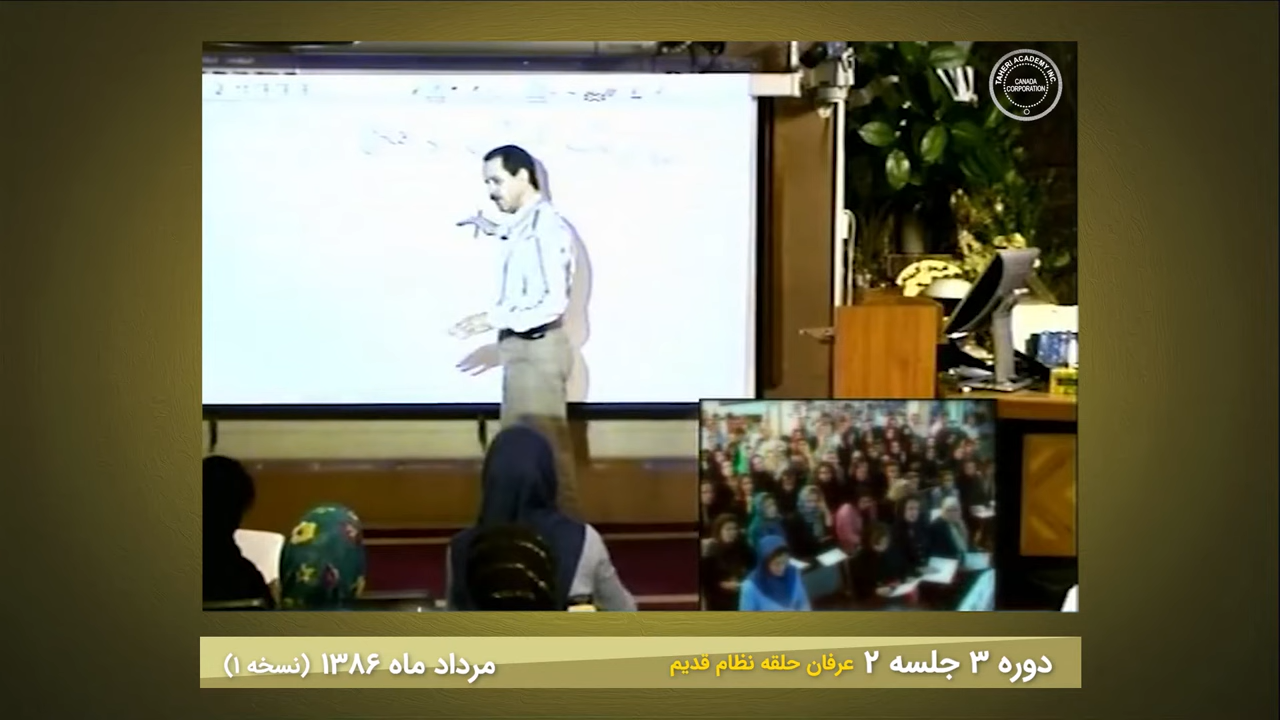 TAHERI ACADEMY INC.
CANADA
CORPORATION
دوره ۳ جلسه ۲ عرفان حلقه نظام قدیم
مرداد ماه ۱۳۸۶ (نسخه ۱)